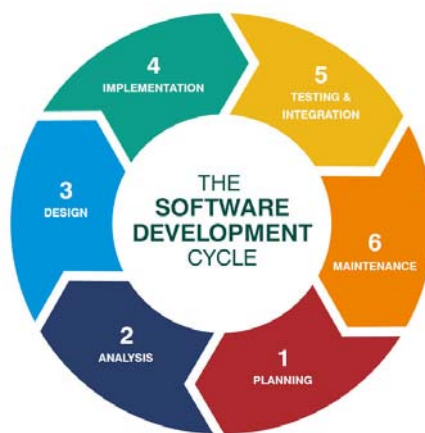 THE
SOFTWARE
DEVELOPMENT
CYCLE
1
PLANNING
2
ANALYSIS
3
DESIGN
4
IMPLEMENTATION
5
TESTING &
INTEGRATION
6
MAINTENANCE